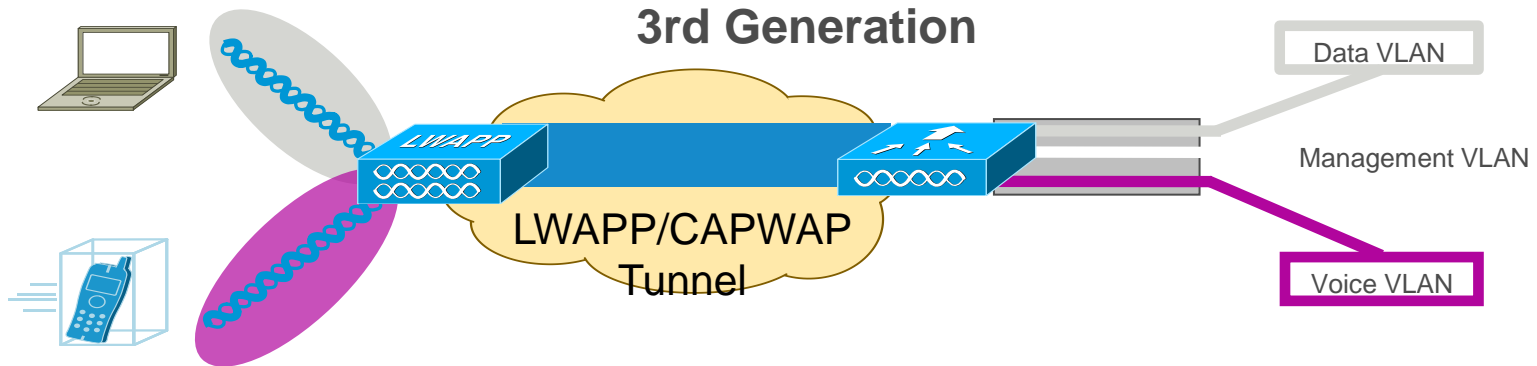 3rd Generation
Data VLAN
LWAPP
Management VLAN
LWAPP/CAPWAP
Tunnel
Voice VLAN